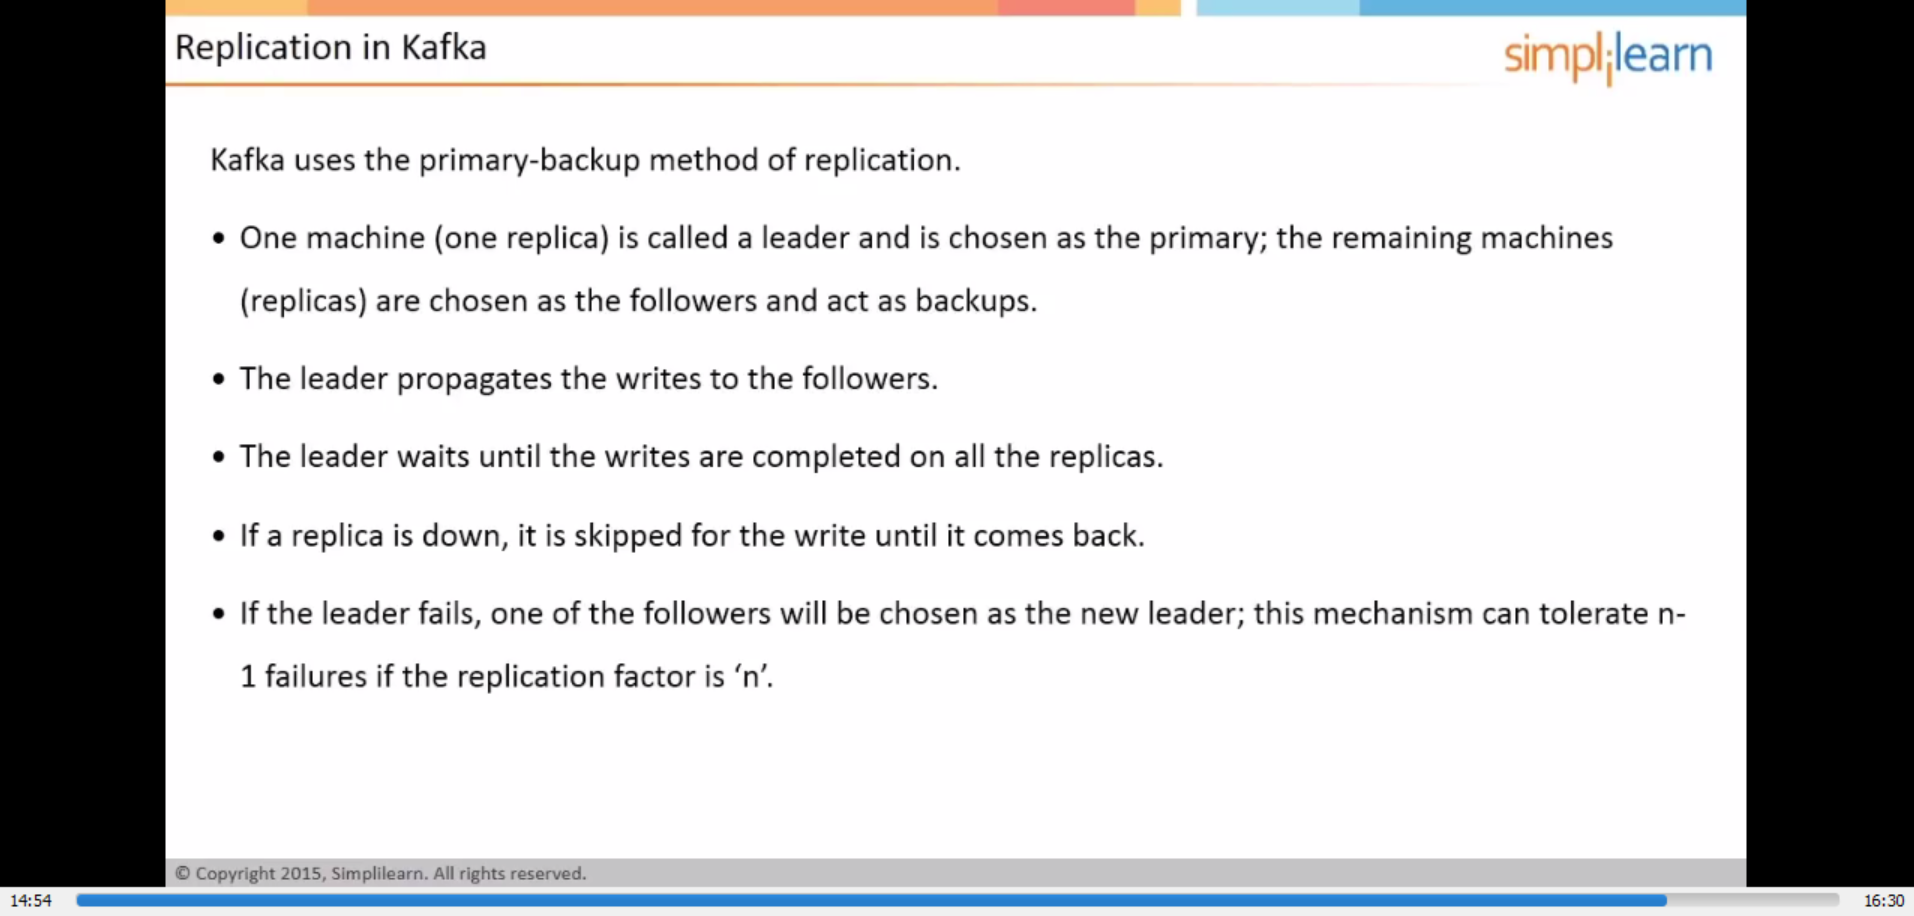 Replication in Kafka
simplilearn
Kafka uses the primary-backup method of replication.
• One machine (one replica) is called a leader and is chosen as the primary; the remaining machines
(replicas) are chosen as the followers and act as backups.
• The leader propagates the writes to the followers.
• The leader waits until the writes are completed on all the replicas.
• If a replica is down, it is skipped for the write until it comes back.
• If the leader fails, one of the followers will be chosen as the new leader; this mechanism can tolerate n-
1 failures if the replication factor is ‘n’.
© Copyright 2015, Simplilearn. All rights reserved.
14:54 16:30